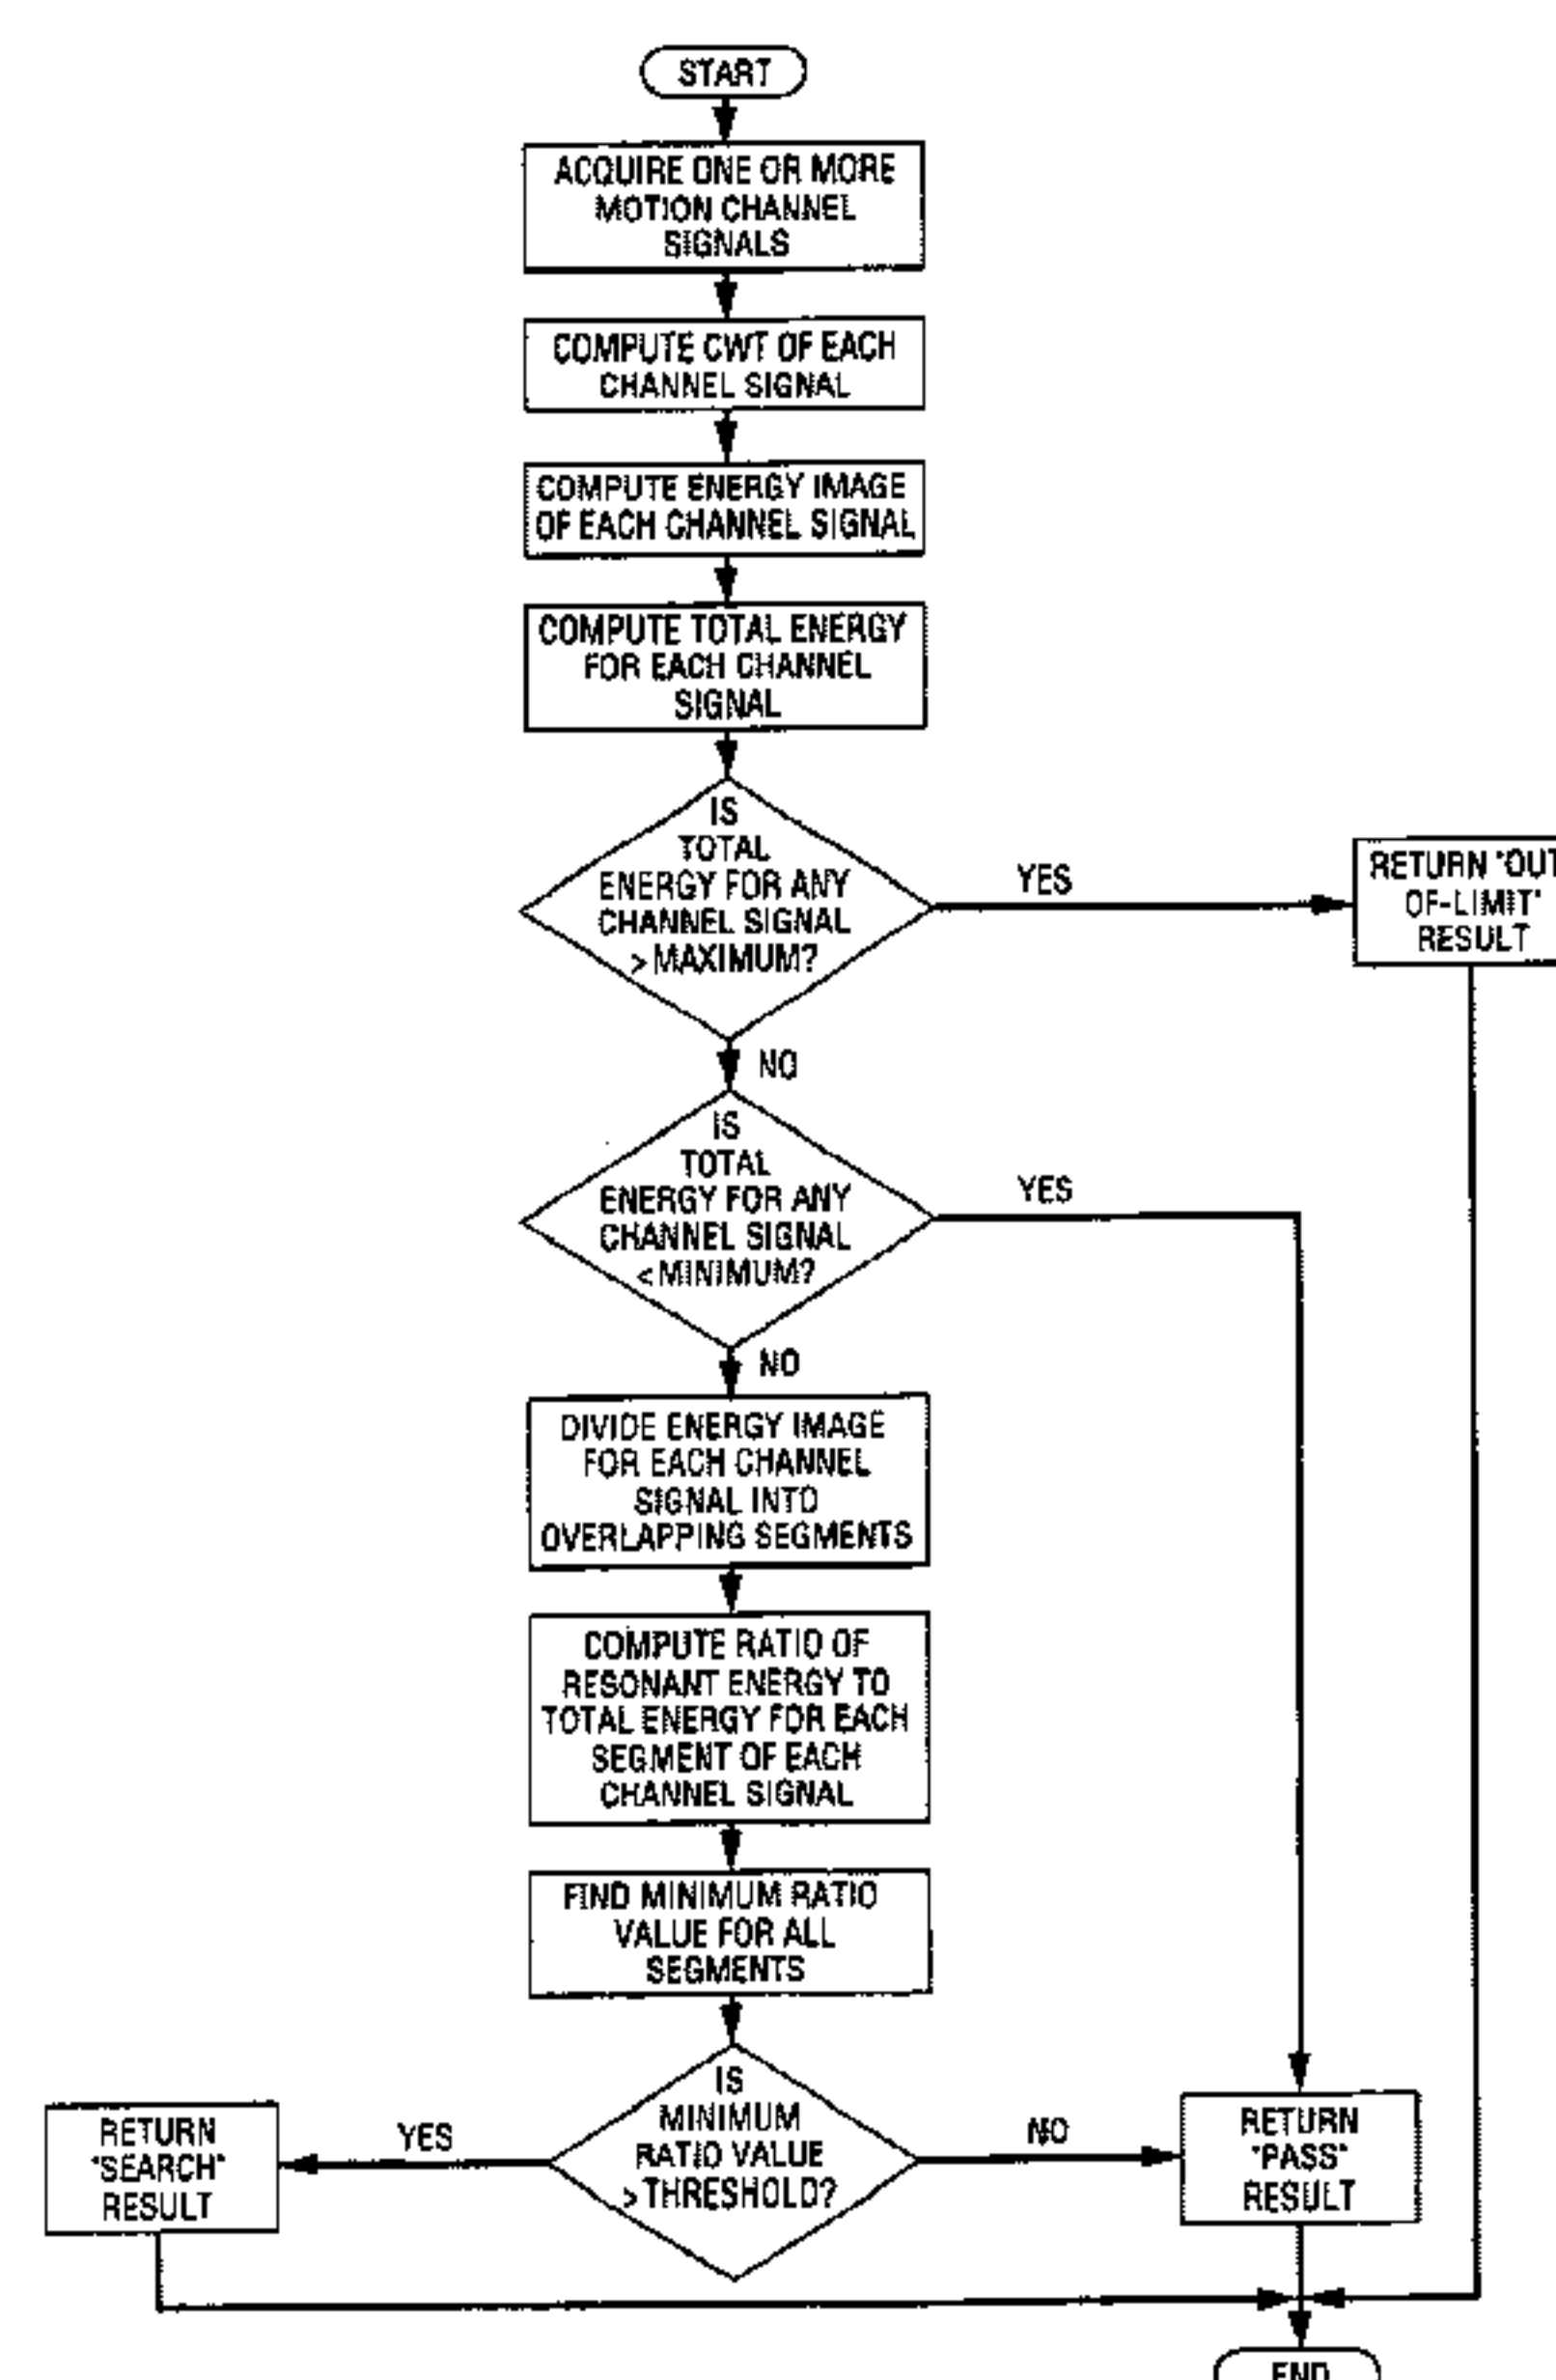 START
ACQUIRE ONE OR MORE
MOTION CHANNEL
SIGNALS
COMPUTE CWT OF EACH
CHANNEL SIGNAL
COMPUTE ENERGY IMAGE
OF EACH CHANNEL SIGNAL
COMPUTE TOTAL ENERGY
FOR EACH CHANNEL
SIGNAL
IS
TOTAL
ENERGY FOR ANY
CHANNEL SIGNAL
> MAXIMUM?
YES
RETURN "OUT
OF-LIMIT"
RESULT
NO
IS
TOTAL
ENERGY FOR ANY
CHANNEL SIGNAL
< MINIMUM?
YES
NO
DIVIDE ENERGY IMAGE
FOR EACH CHANNEL
SIGNAL INTO
OVERLAPPING SEGMENTS
COMPUTE RATIO OF
RESONANT ENERGY TO
TOTAL ENERGY FOR EACH
SEGMENT OF EACH
CHANNEL SIGNAL
FIND MINIMUM RATIO
VALUE FOR ALL
SEGMENTS
IS
MINIMUM
RATIO VALUE
> THRESHOLD?
YES
RETURN
"SEARCH"
RESULT
NO
RETURN
"PASS"
RESULT
END